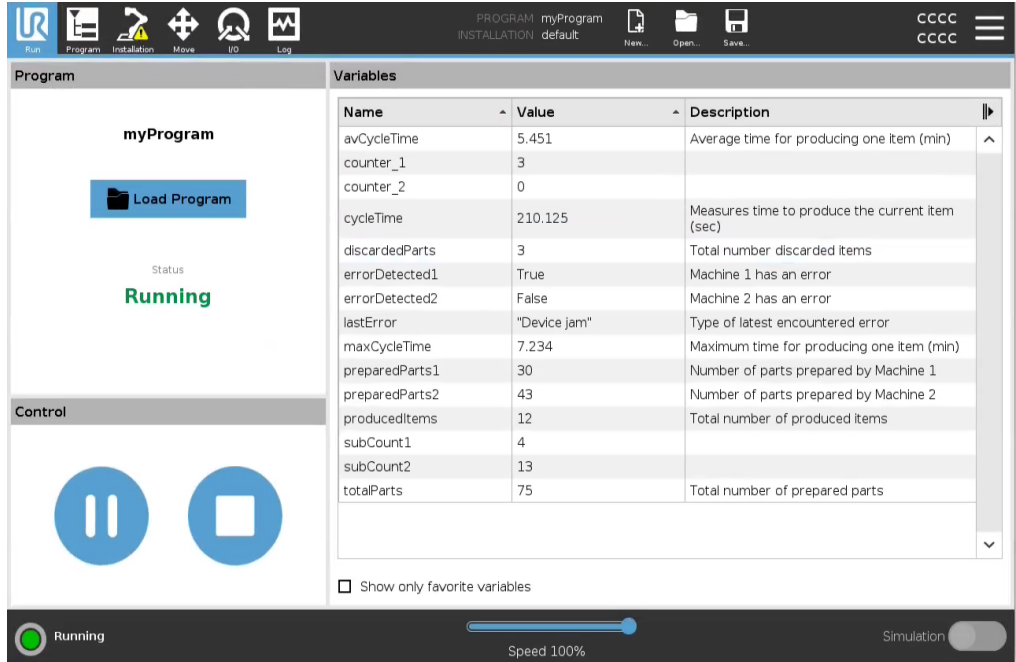 PROGRAM myProgram
INSTALLATION default
CCCC
CCCC
Run Program Installation Move I/O Log New... Open... Save...
Program
myProgram
Load Program
Status
Running
Control
Variables
Name Value Description
avCycleTime 5.451 Average time for producing one item (min)
counter_1 3
counter_2 0
cycleTime 210.125 Measures time to produce the current item
(sec)
discardedParts 3 Total number discarded items
errorDetected1 True Machine 1 has an error
errorDetected2 False Machine 2 has an error
lastError "Device jam" Type of latest encountered error
maxCycleTime 7.234 Maximum time for producing one item (min)
preparedParts1 30 Number of parts prepared by Machine 1
preparedParts2 43 Number of parts prepared by Machine 2
producedItems 12 Total number of produced items
subCount1 4
subCount2 13
totalParts 75 Total number of prepared parts
Show only favorite variables
Running
Speed 100%
Simulation